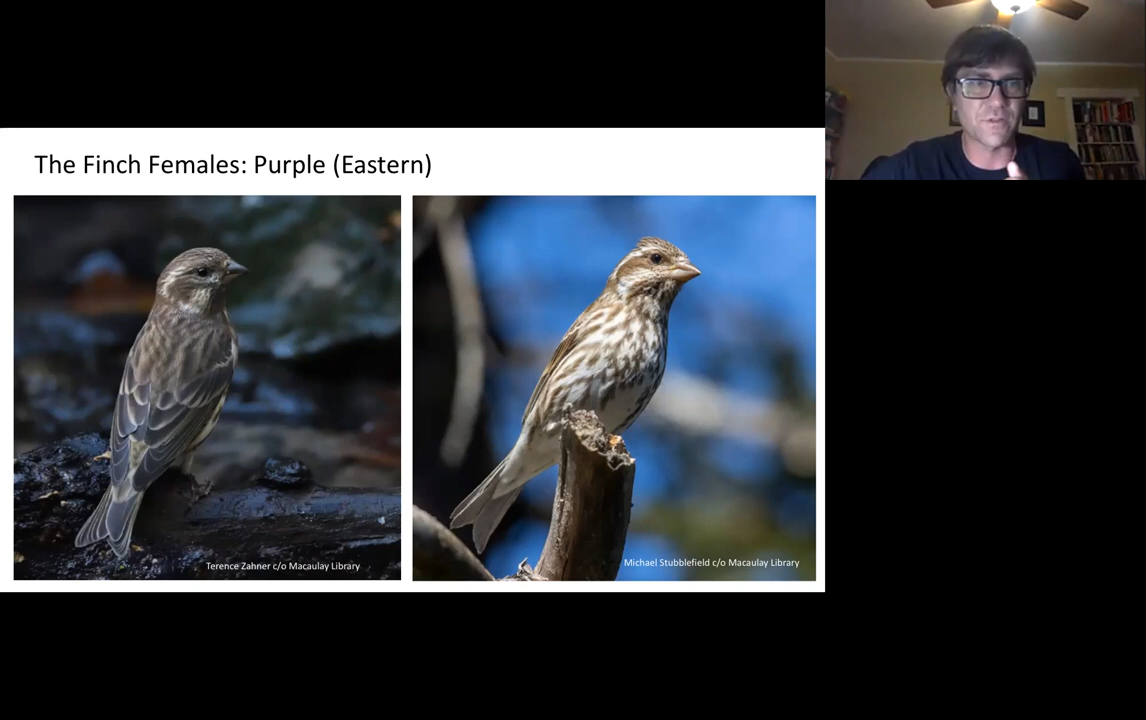 The Finch Females: Purple (Eastern)
Terence Zahner c/o Macaulay Library
Michael Stubblefield c/o Macaulay Library